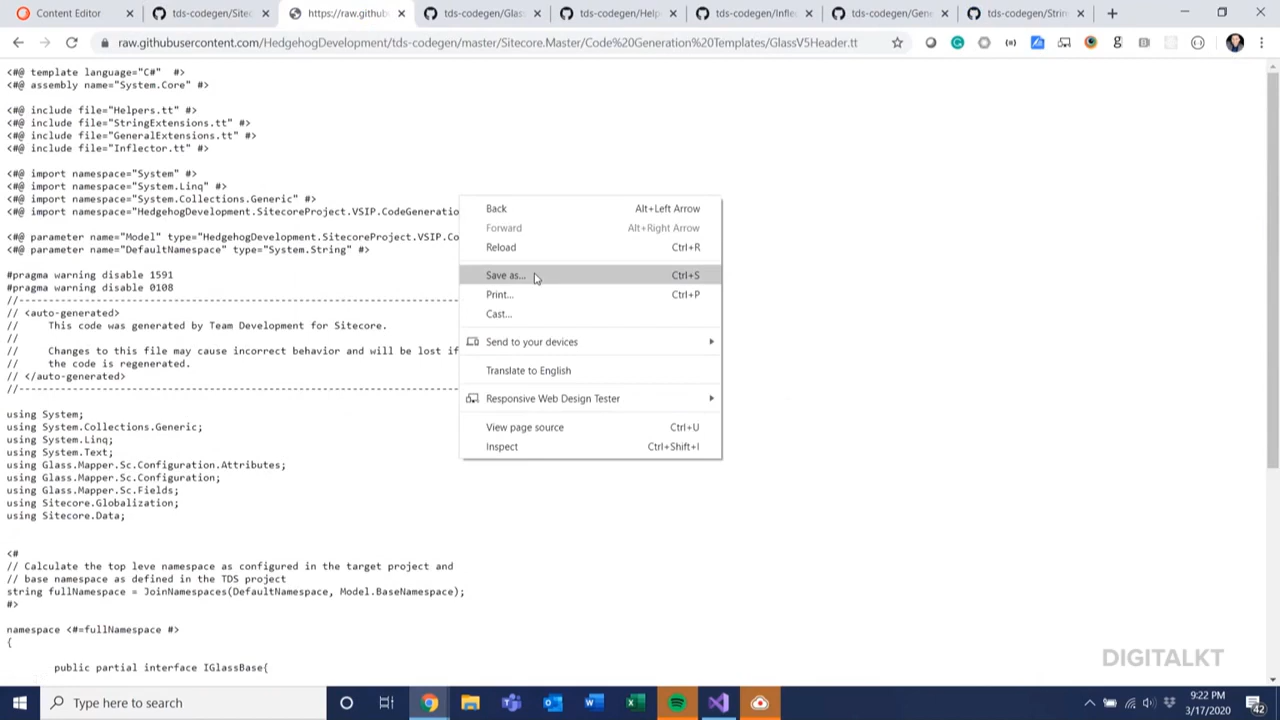 Content Editor
tds-codegen/Sitec
https://raw.github
tds-codegen/Glas
tds-codegen/Help
tds-codegen/Infle
tds-codegen/Gene
tds-codegen/Strin
raw.githubusercontent.com/HedgehogDevelopment/tds-codegen/master/Sitecore.Master/Code%20Generation%20Templates/GlassV5Header.tt
<#@ template language="C#" #>
<#@ assembly name="System.Core" #>
<#@ include file="Helpers.tt" #>
<#@ include file="StringExtensions.tt" #>
<#@ include file="GeneralExtensions.tt" #>
<#@ include file="Inflector.tt" #>
<#@ import namespace="System" #>
<#@ import namespace="System.Linq" #>
<#@ import namespace="System.Collections.Generic" #>
<#@ import namespace="HedgehogDevelopment.SitecoreProject.VSIP.CodeGeneratio
<#@ parameter name="Model" type="HedgehogDevelopment.SitecoreProject.VSIP.Co
<#@ parameter name="DefaultNamespace" type="System.String" #>
#pragma warning disable 1591
#pragma warning disable 0108
//------------------------------------------------------------------------------
// <auto-generated>
//     This code was generated by Team Development for Sitecore.
//
//     Changes to this file may cause incorrect behavior and will be lost if
//     the code is regenerated.
// </auto-generated>
//------------------------------------------------------------------------------
using System;
using System.Collections.Generic;
using System.Linq;
using System.Text;
using Glass.Mapper.Sc.Configuration.Attributes;
using Glass.Mapper.Sc.Configuration;
using Glass.Mapper.Sc.Fields;
using Sitecore.Globalization;
using Sitecore.Data;
<#
// Calculate the top leve namespace as configured in the target project and
// base namespace as defined in the TDS project
string fullNamespace = JoinNamespaces(DefaultNamespace, Model.BaseNamespace);
#>
namespace <#=fullNamespace #>
{
public partial interface IGlassBase{
Back Alt+Left Arrow
Forward Alt+Right Arrow
Reload Ctrl+R
Save as... Ctrl+S
Print... Ctrl+P
Cast...
Send to your devices
Translate to English
Responsive Web Design Tester
View page source Ctrl+U
Inspect Ctrl+Shift+I
DIGITALKT
Type here to search
9:22 PM
3/17/2020
42